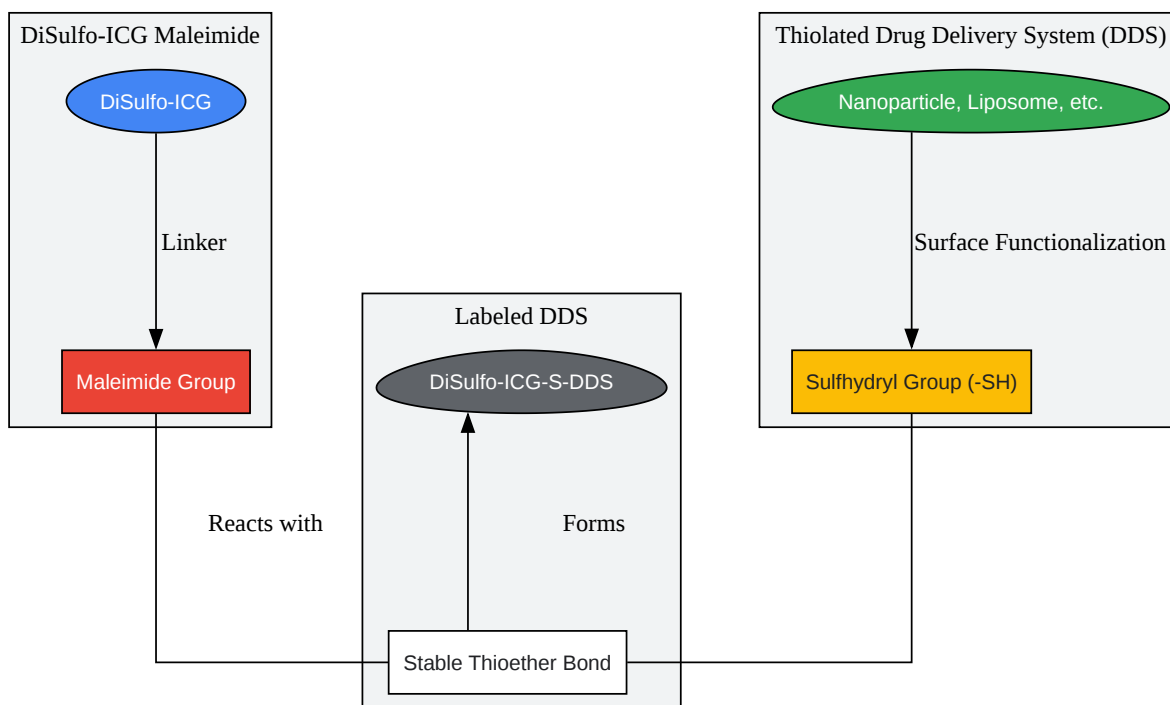 DiSulfo-ICG Maleimide
DiSulfo-ICG
Linker
Maleimide Group
Reacts with
Labeled DDS
DiSulfo-ICG-S-DDS
Forms
Stable Thioether Bond
Thiolated Drug Delivery System (DDS)
Nanoparticle, Liposome, etc.
Surface Functionalization
Sulfhydryl Group (-SH)